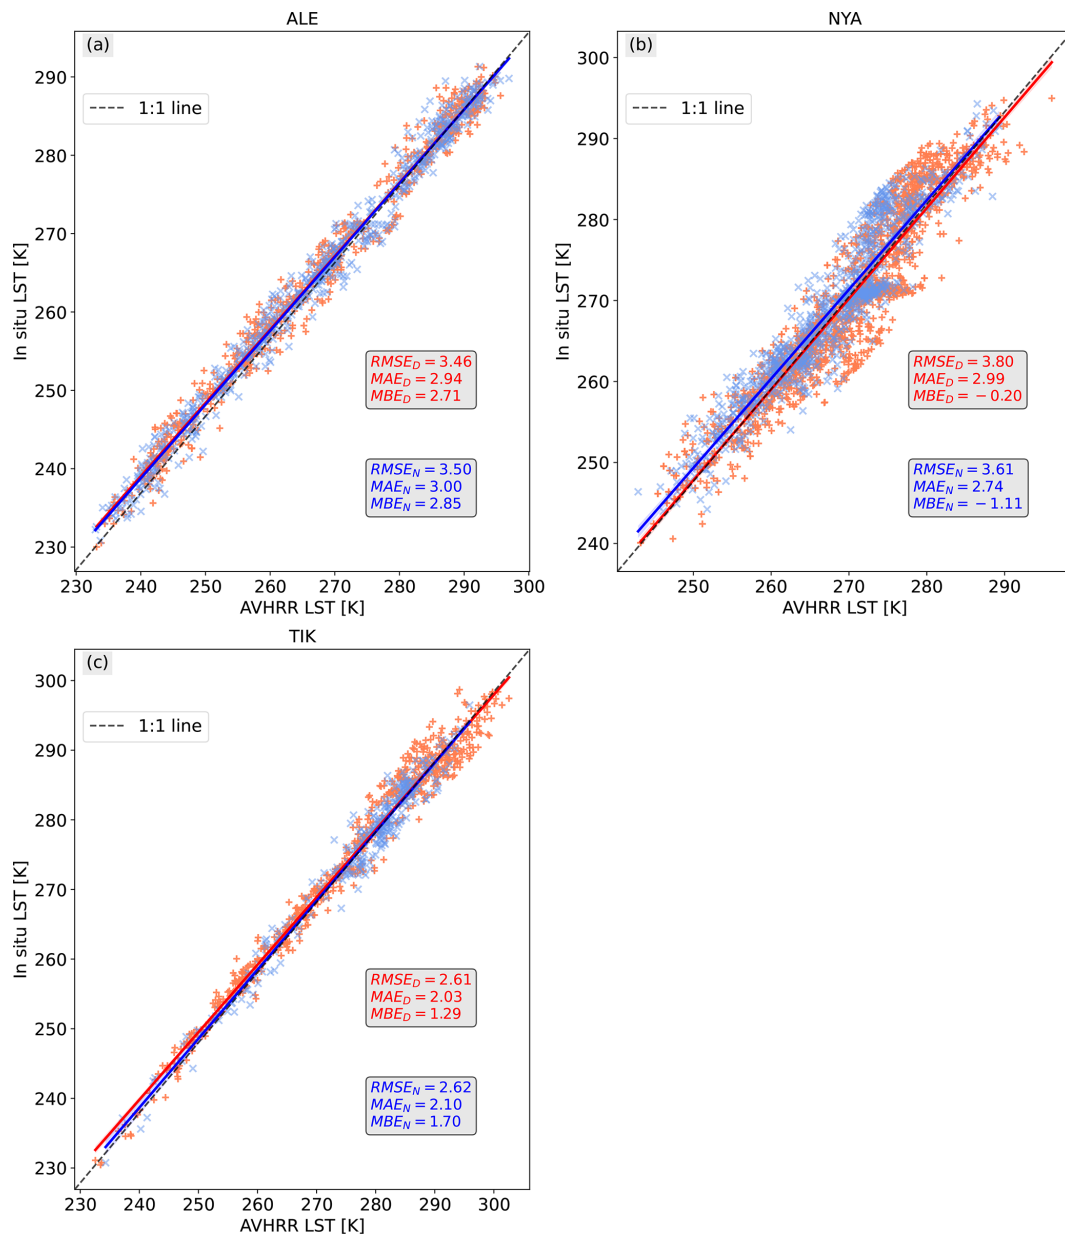 ALE
(a)
1:1 line
290
280
270
260
250
240
230
In situ LST [K]
RMSE_D = 3.46
MAE_D = 2.94
MBE_D = 2.71
RMSE_N = 3.50
MAE_N = 3.00
MBE_N = 2.85
230 240 250 260 270 280 290 300
AVHRR LST [K]
NYA
(b)
1:1 line
300
290
280
270
260
250
240
In situ LST [K]
RMSE_D = 3.80
MAE_D = 2.99
MBE_D = −0.20
RMSE_N = 3.61
MAE_N = 2.74
MBE_N = −1.11
250 260 270 280 290
AVHRR LST [K]
TIK
(c)
1:1 line
300
290
280
270
260
250
240
230
In situ LST [K]
RMSE_D = 2.61
MAE_D = 2.03
MBE_D = 1.29
RMSE_N = 2.62
MAE_N = 2.10
MBE_N = 1.70
230 240 250 260 270 280 290 300
AVHRR LST [K]